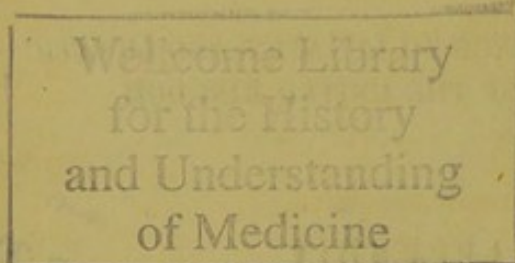 Wellcome Library
for the History
and Understanding
of Medicine